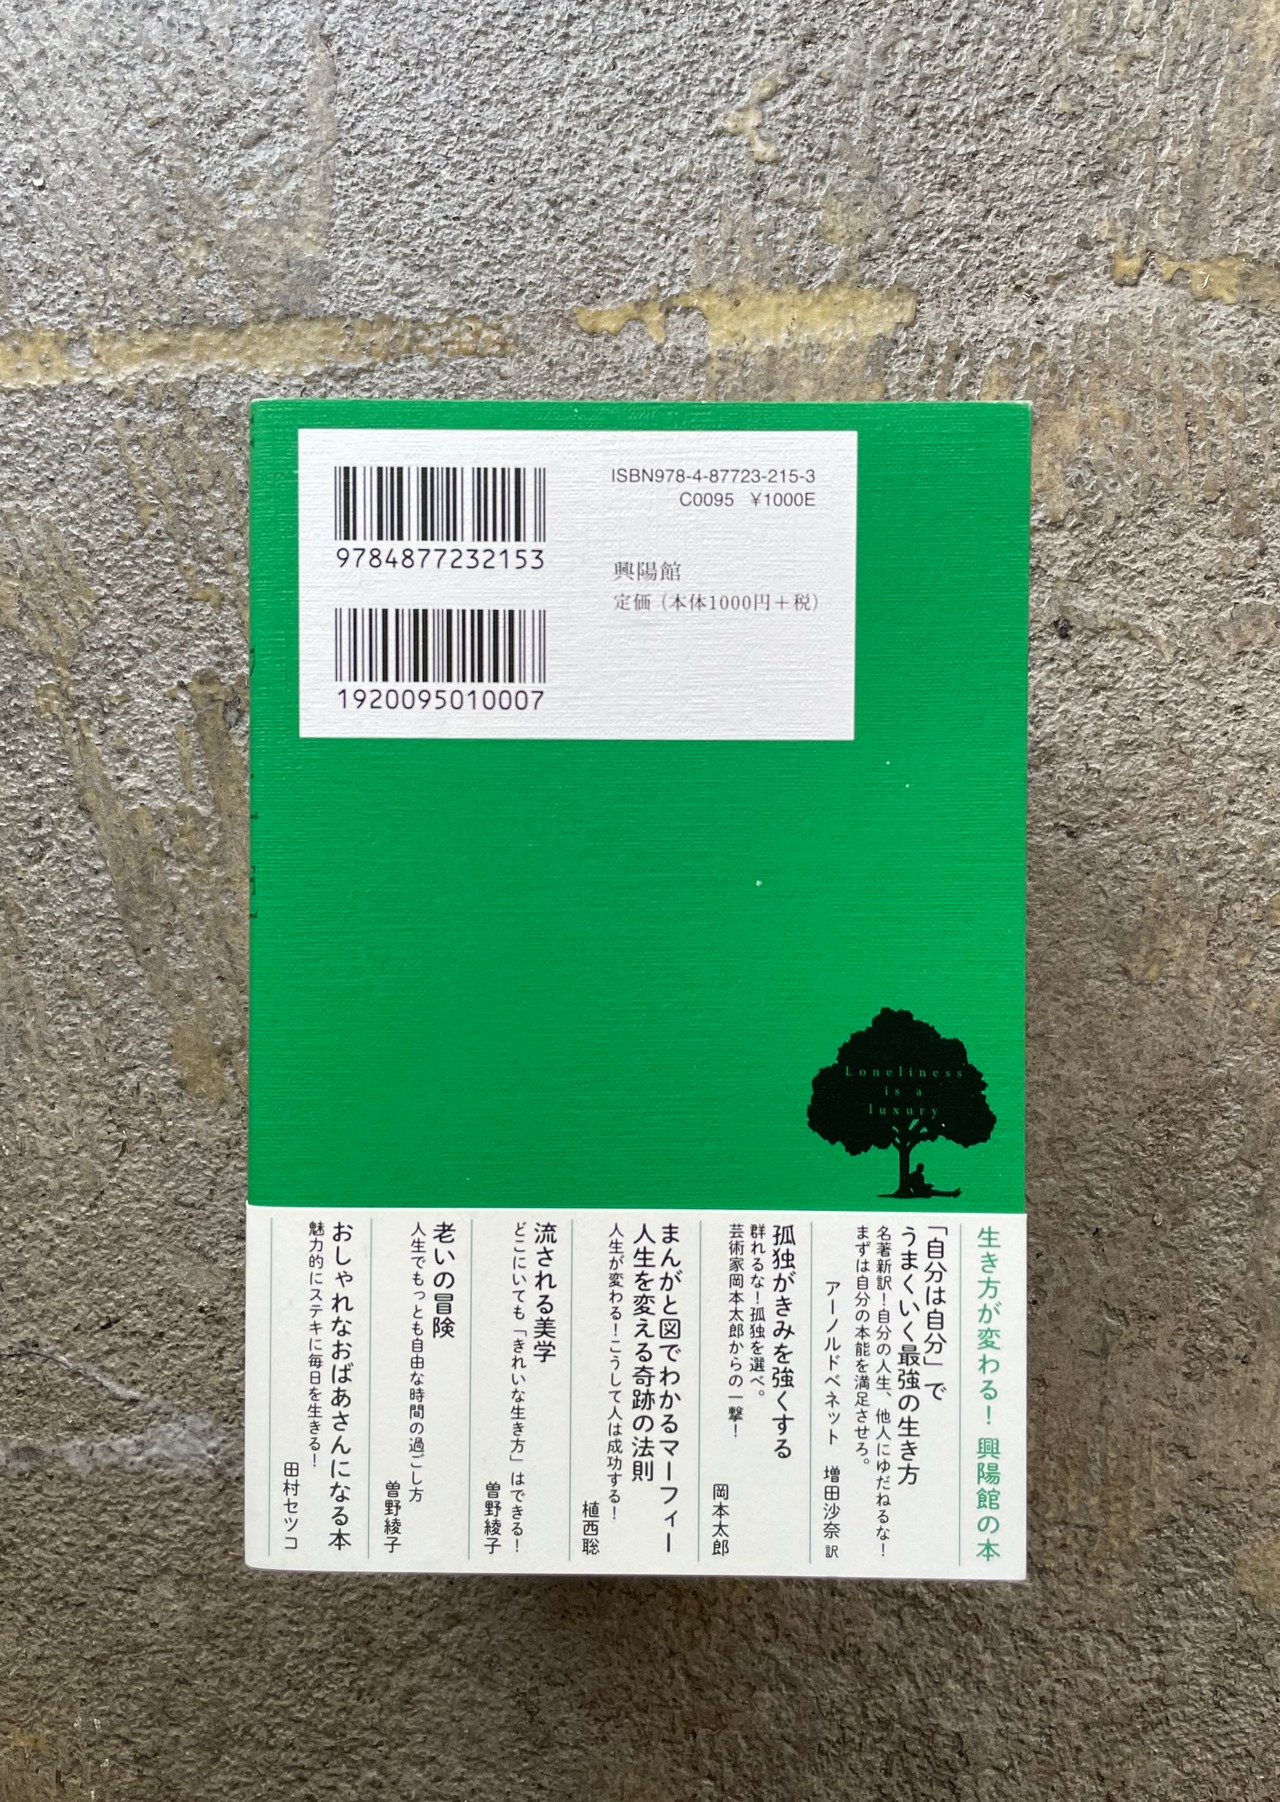 ISBN978-4-87723-215-3
C0095 ¥1000E
9784877232153
興陽館
定価(本体1000円+税)
1920095010007
Loneliness
is a
luxury
生き方が変わる! 興陽館の本
「自分は自分」で
うまくいく最強の生き方
名著新訳!自分の人生、他人にゆだねるな!
まずは自分の本能を満足させろ。
アーノルドベネット 増田沙奈 訳
孤独がきみを強くする
群れるな!孤独を選べ。
芸術家岡本太郎からの一撃!
岡本太郎
まんがと図でわかるマーフィー
人生を変える奇跡の法則
人生が変わる!こうして人は成功する!
植西聡
流される美学
どこにいても「きれいな生き方」はできる!
曽野綾子
老いの冒険
人生でもっとも自由な時間の過ごし方
曽野綾子
おしゃれなおばあさんになる本
魅力的にステキに毎日を生きる!
田村セツコ